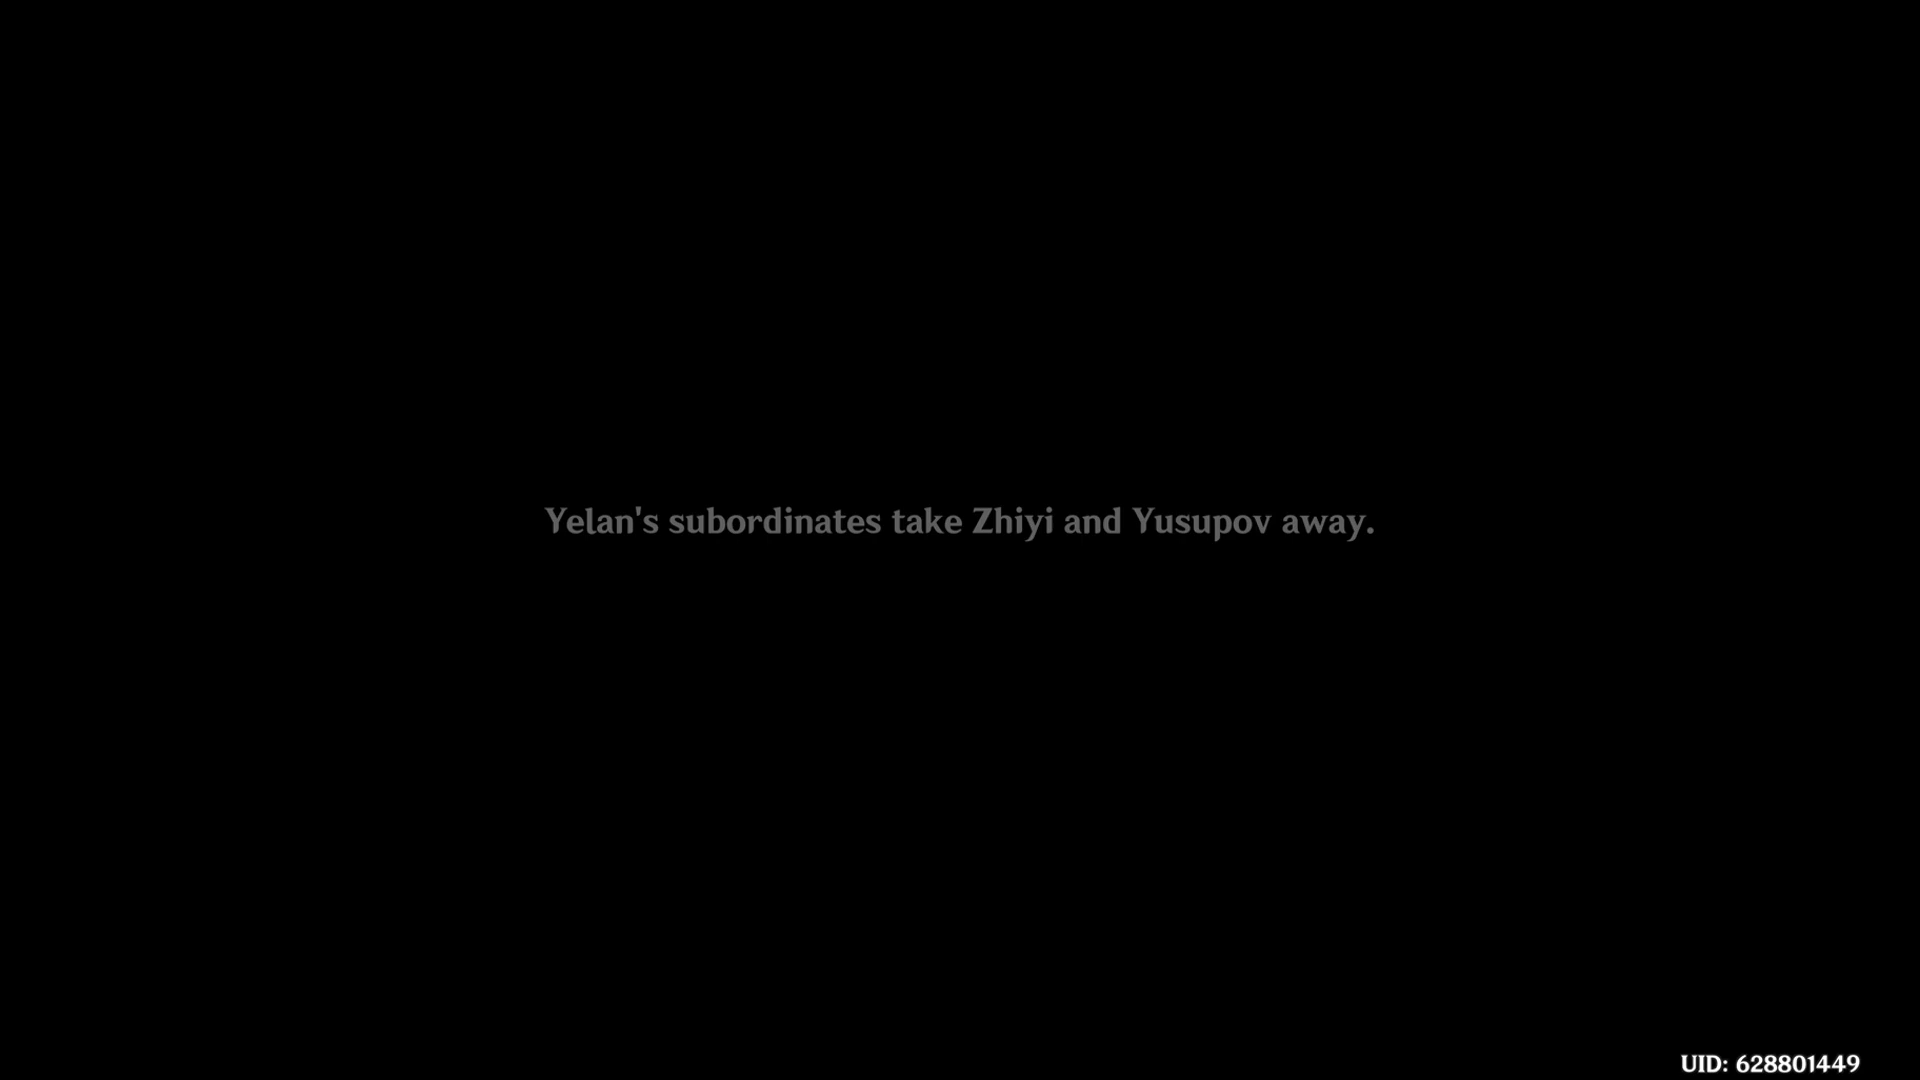 Yelan's subordinates take Zhiyi and Yusupov away.
UID: 628801449